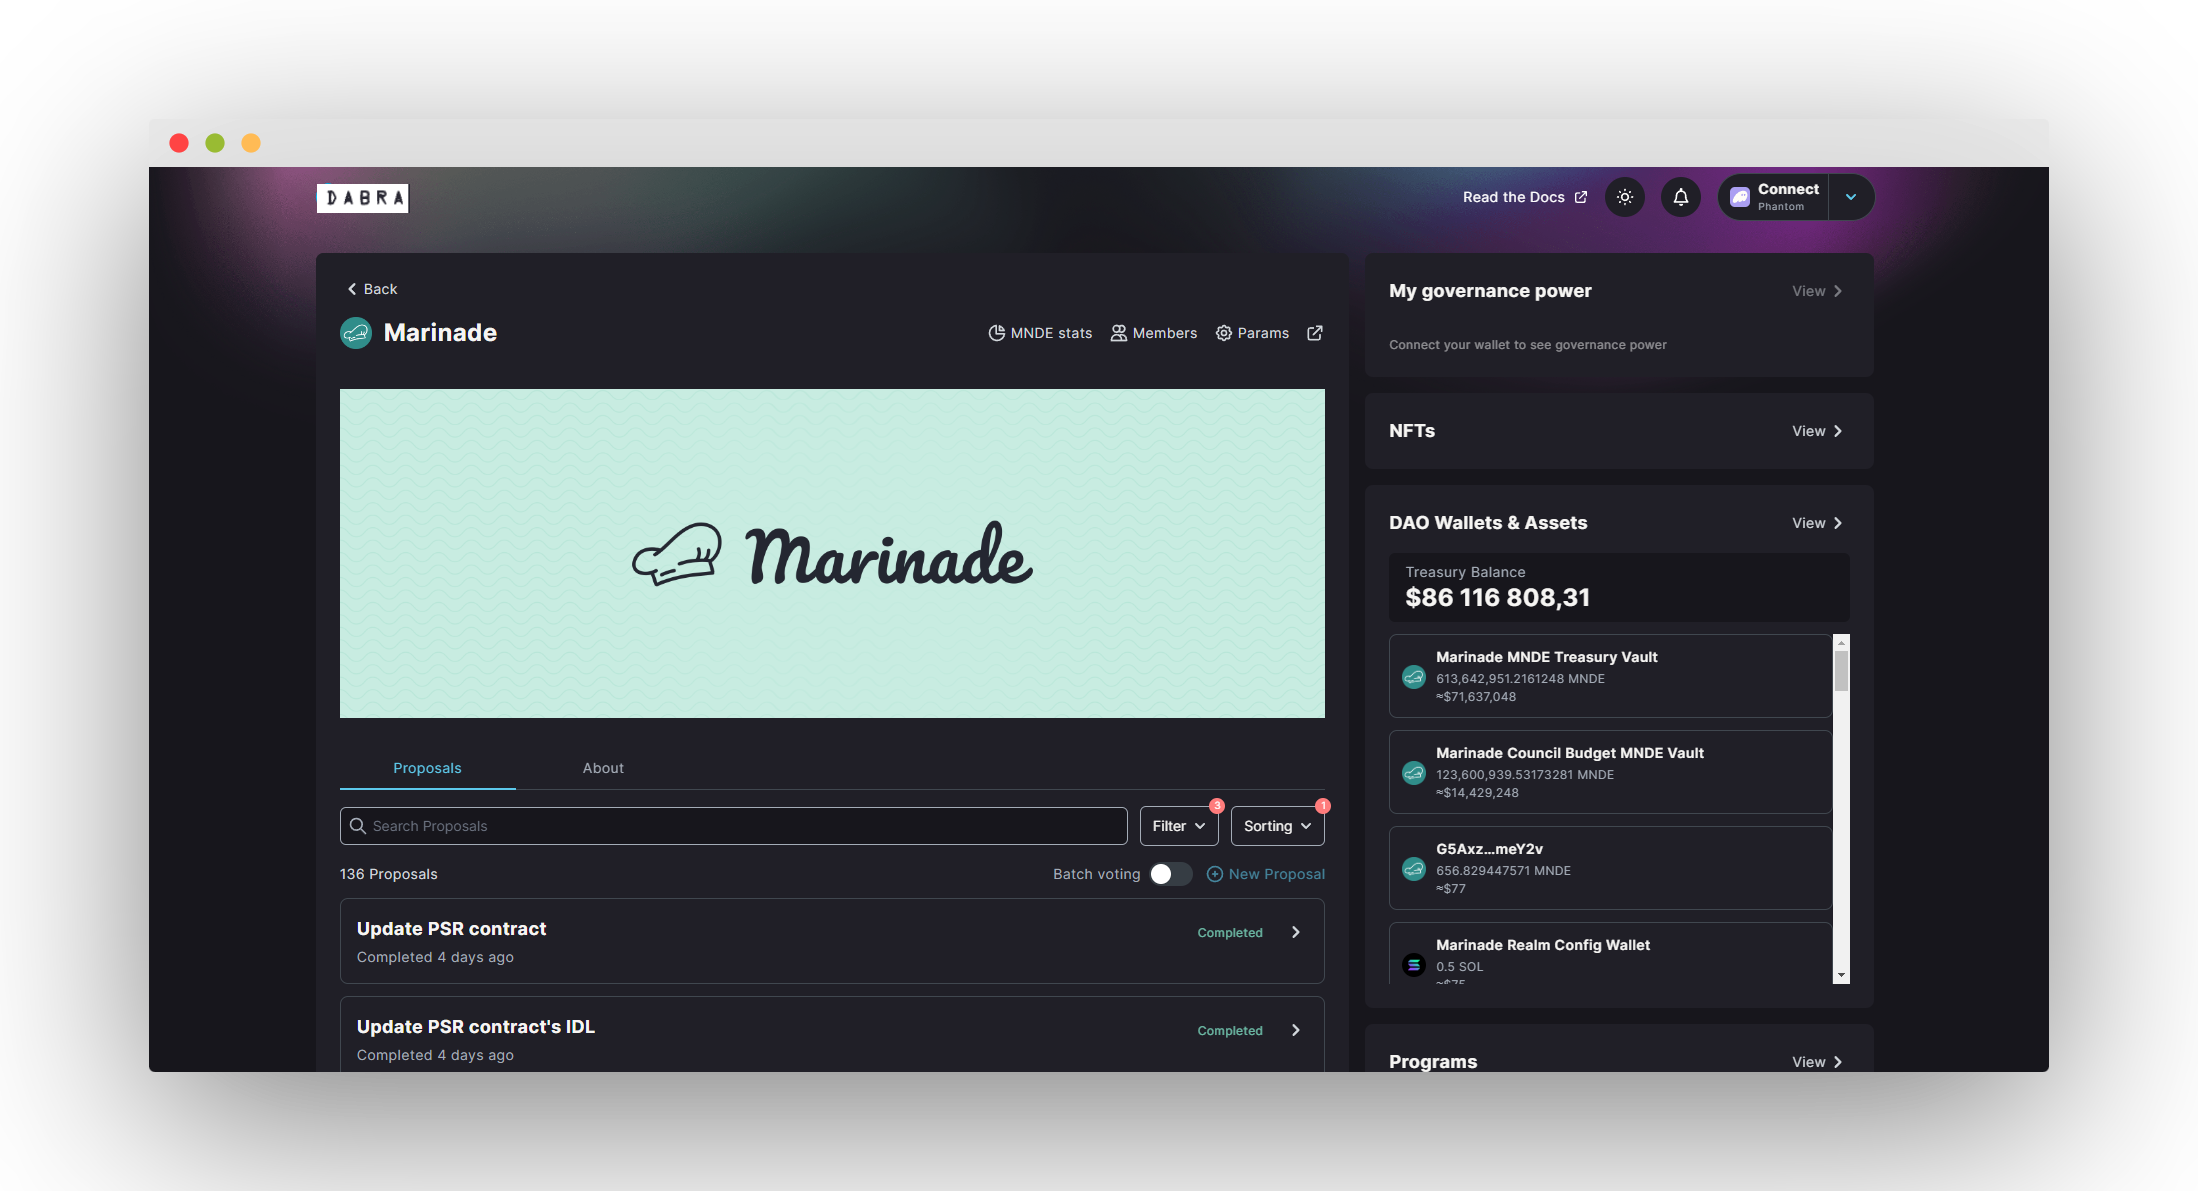 DABRA
Read the Docs
Connect
Phantom
Back
Marinade
MNDE stats
Members
Params
Marinade
Proposals
About
Search Proposals
Filter
3
Sorting
1
136 Proposals
Batch voting
New Proposal
Update PSR contract
Completed 4 days ago
Completed
Update PSR contract's IDL
Completed 4 days ago
Completed
My governance power
View
Connect your wallet to see governance power
NFTs
View
DAO Wallets & Assets
View
Treasury Balance
$86 116 808,31
Marinade MNDE Treasury Vault
613,642,951.2161248 MNDE
≈$71,637,048
Marinade Council Budget MNDE Vault
123,600,939.53173281 MNDE
≈$14,429,248
G5Axz...meY2v
656.829447571 MNDE
≈$77
Marinade Realm Config Wallet
0.5 SOL
≈$75
Programs
View